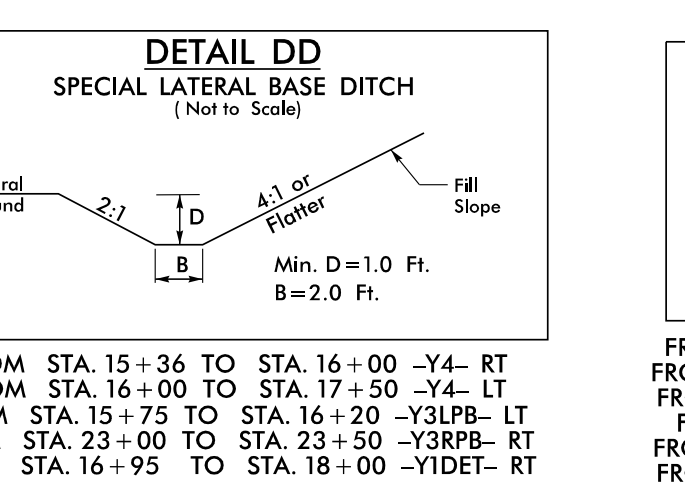 DETAIL DD
SPECIAL LATERAL BASE DITCH
( Not to Scale)
2:1
D
4:1 or
Flatter
Fill
Slope
B
Min. D=1.0 Ft.
B=2.0 Ft.
STA. 15+36 TO STA. 16+00 –Y4– RT
STA. 16+00 TO STA. 17+50 –Y4– LT
STA. 15+75 TO STA. 16+20 –Y3LPB– LT
STA. 23+00 TO STA. 23+50 –Y3RPB– RT
STA. 16+95 TO STA. 18+00 –Y1DET– RT